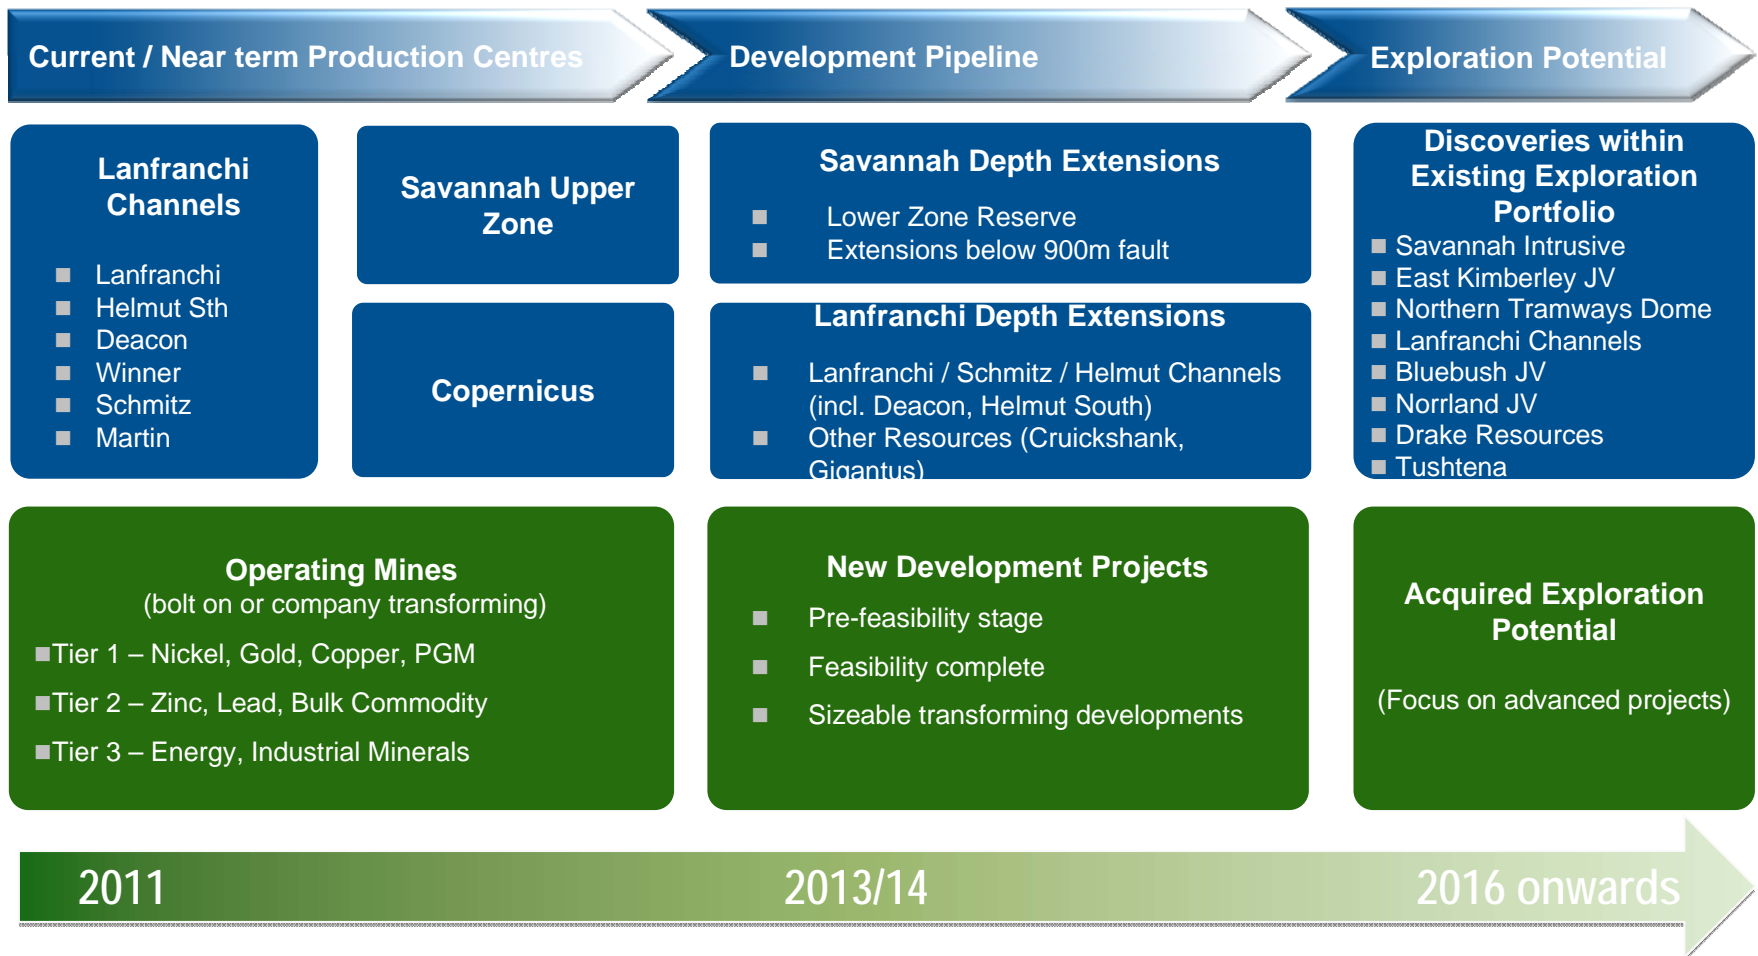 Current / Near term Production Centres
Development Pipeline
Exploration Potential
Lanfranchi
Channels
■ Lanfranchi
■ Helmut Sth
■ Deacon
■ Winner
■ Schmitz
■ Martin
Savannah Upper
Zone
Copernicus
Savannah Depth Extensions
■ Lower Zone Reserve
■ Extensions below 900m fault
Lanfranchi Depth Extensions
■ Lanfranchi / Schmitz / Helmut Channels
(incl. Deacon, Helmut South)
■ Other Resources (Cruickshank,
Gigantus)
Discoveries within
Existing Exploration
Portfolio
■ Savannah Intrusive
■ East Kimberley JV
■ Northern Tramways Dome
■ Lanfranchi Channels
■ Bluebush JV
■ Norrland JV
■ Drake Resources
■ Tushtena
Operating Mines
(bolt on or company transforming)
■Tier 1 – Nickel, Gold, Copper, PGM
■Tier 2 – Zinc, Lead, Bulk Commodity
■Tier 3 – Energy, Industrial Minerals
New Development Projects
■ Pre-feasibility stage
■ Feasibility complete
■ Sizeable transforming developments
Acquired Exploration
Potential
(Focus on advanced projects)
2011
2013/14
2016 onwards